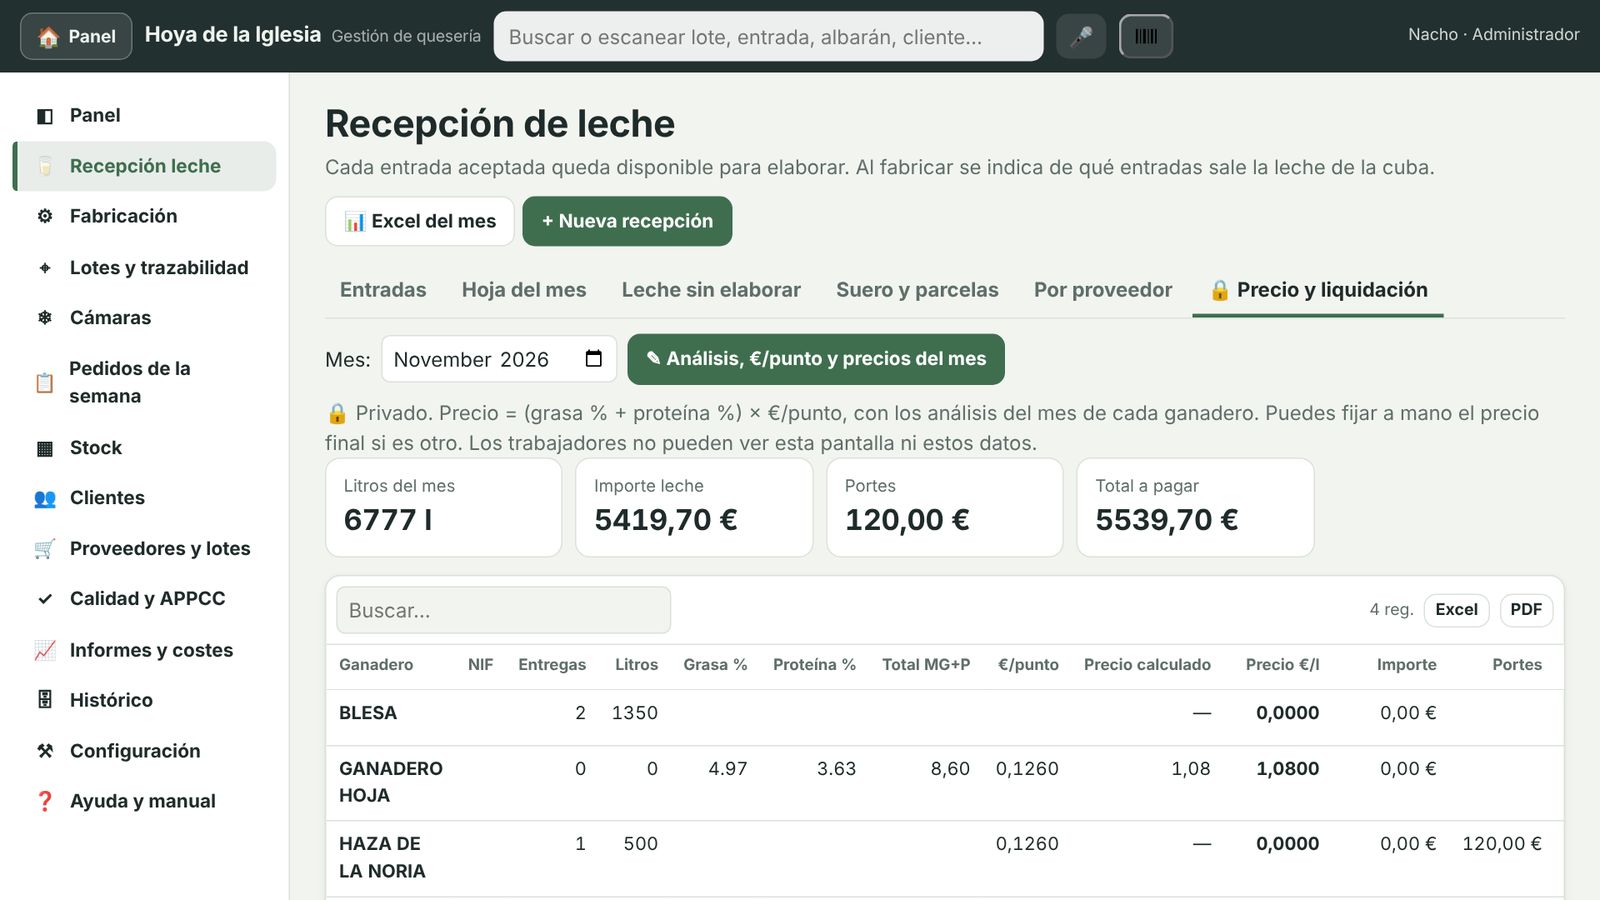 Panel
Hoya de la Iglesia Gestión de quesería
Buscar o escanear lote, entrada, albarán, cliente...
Nacho · Administrador
Panel
Recepción leche
Fabricación
Lotes y trazabilidad
Cámaras
Pedidos de la
semana
Stock
Clientes
Proveedores y lotes
Calidad y APPCC
Informes y costes
Histórico
Configuración
Ayuda y manual
Recepción de leche
Cada entrada aceptada queda disponible para elaborar. Al fabricar se indica de qué entradas sale la leche de la cuba.
Excel del mes
+ Nueva recepción
Entradas Hoja del mes Leche sin elaborar Suero y parcelas Por proveedor Precio y liquidación
Mes: November 2026
Análisis, €/punto y precios del mes
Privado. Precio = (grasa % + proteína %) × €/punto, con los análisis del mes de cada ganadero. Puedes fijar a mano el precio
final si es otro. Los trabajadores no pueden ver esta pantalla ni estos datos.
Litros del mes
6777 l
Importe leche
5419,70 €
Portes
120,00 €
Total a pagar
5539,70 €
Buscar...
4 reg. Excel PDF
Ganadero NIF Entregas Litros Grasa % Proteína % Total MG+P €/punto Precio calculado Precio €/l Importe Portes
BLESA 2 1350 — 0,0000 0,00 €
GANADERO 0 0 4.97 3.63 8,60 0,1260 1,08 1,0800 0,00 €
HOJA
HAZA DE 1 500 0,1260 — 0,0000 0,00 € 120,00 €
LA NORIA